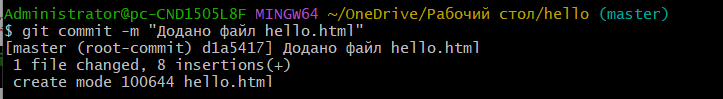 Administrator@pc-CND1505L8F MINGW64 ~/OneDrive/Рабочий стол/hello (master)
$ git commit -m "Додано файл hello.html"
[master (root-commit) d1a5417] Додано файл hello.html
 1 file changed, 8 insertions(+)
 create mode 100644 hello.html